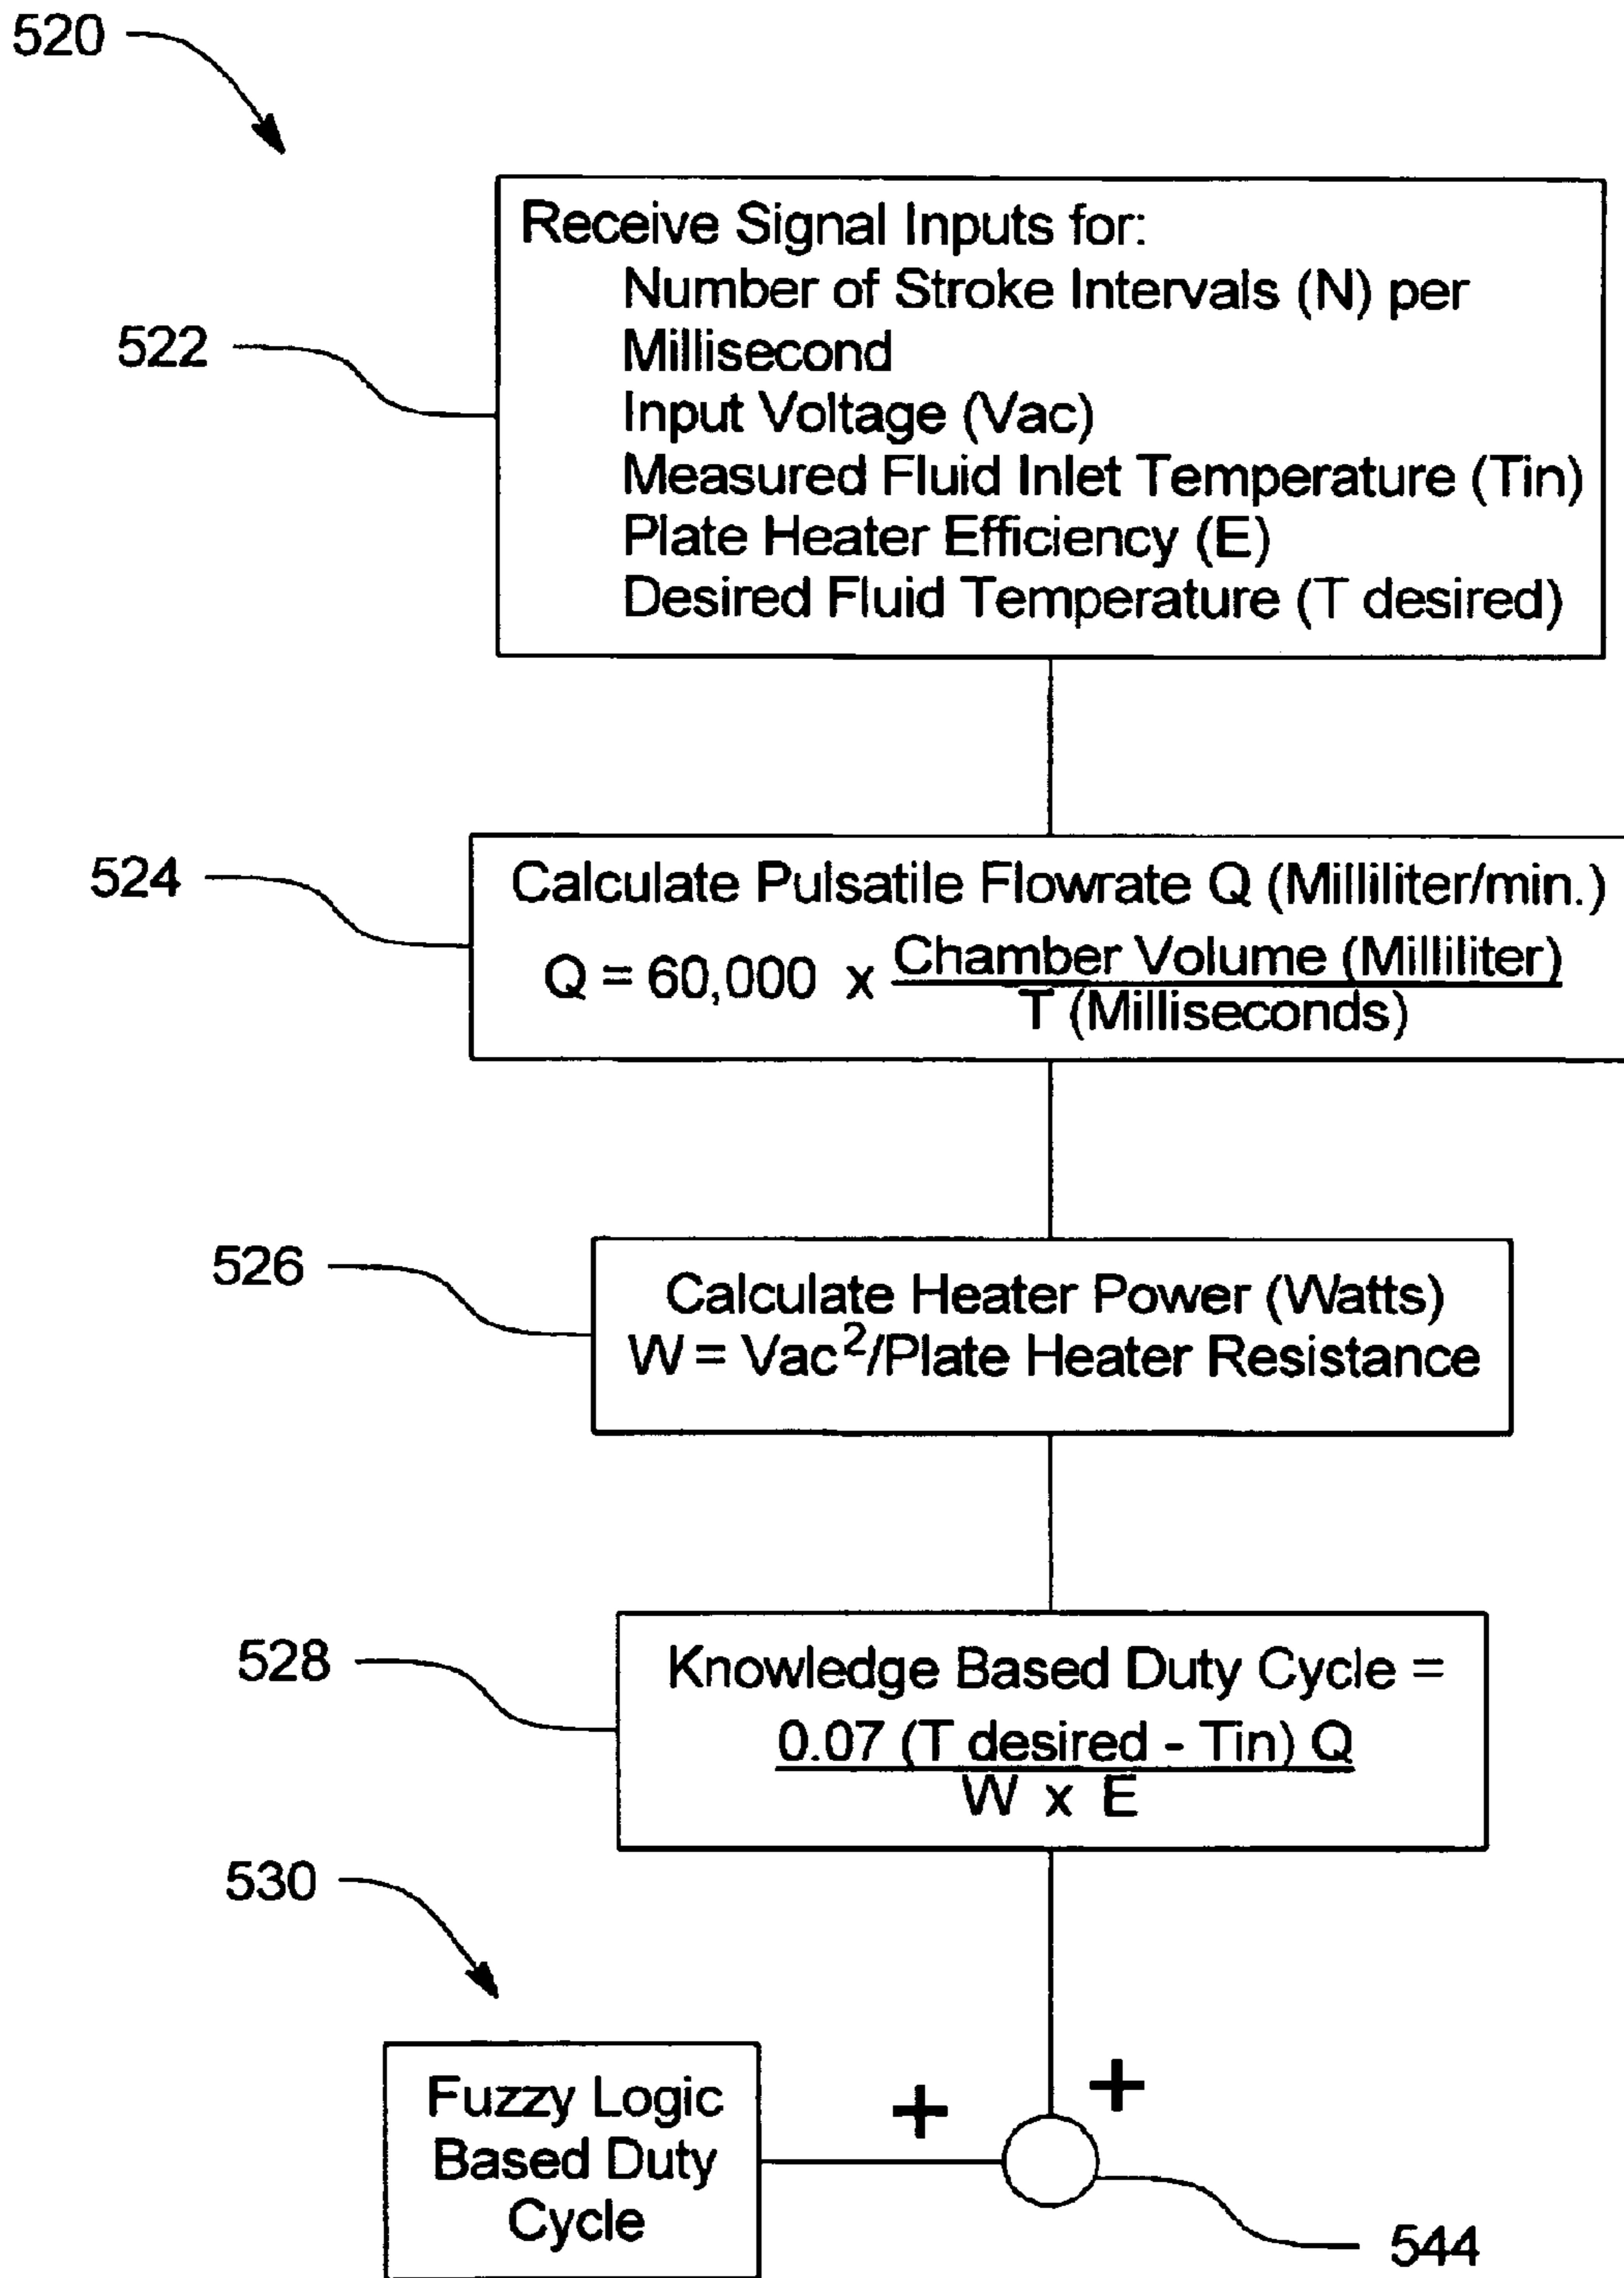 520
Receive Signal Inputs for:
Number of Stroke Intervals (N) per
Millisecond
Input Voltage (Vac)
Measured Fluid Inlet Temperature (Tin)
Plate Heater Efficiency (E)
Desired Fluid Temperature (T desired)
522
Calculate Pulsatile Flowrate Q (Milliliter/min.)
Q = 60,000 x Chamber Volume (Milliliter)
T (Milliseconds)
524
Calculate Heater Power (Watts)
W = Vac²/Plate Heater Resistance
526
Knowledge Based Duty Cycle =
0.07 (T desired - Tin) Q
W x E
528
530
Fuzzy Logic
Based Duty
Cycle
+
+
544